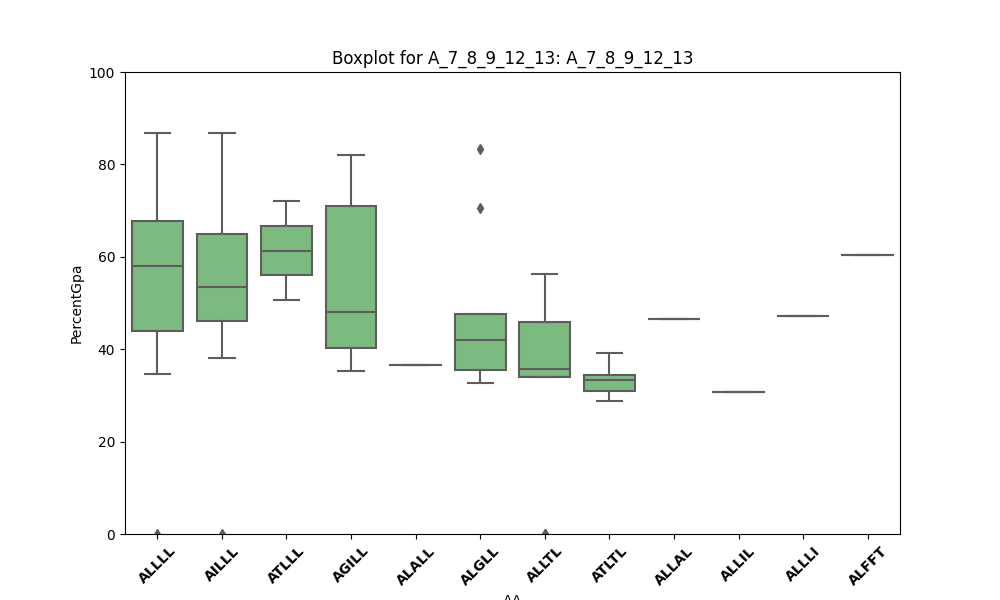 Boxplot for A_7_8_9_12_13: A_7_8_9_12_13
100
80
60
40
20
0
PercentGpa
ALLLL
AILLL
ATLLL
AGILL
ALALL
ALGLL
ALLTL
ATLTL
ALLAL
ALLIL
ALLLI
ALFFT
AA